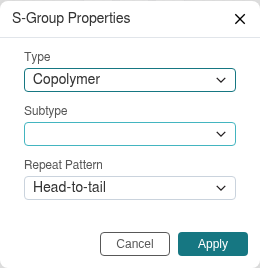 S-Group Properties
Type
Copolymer
Subtype
Repeat Pattern
Head-to-tail
Cancel Apply